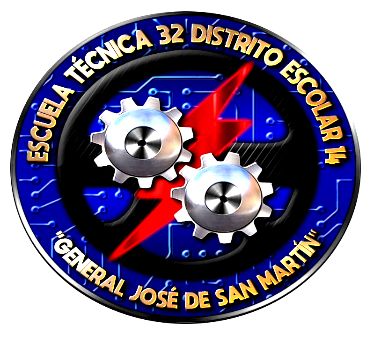 ESCUELA TÉCNICA 32 DISTRITO ESCOLAR 14
"GENERAL JOSÉ DE SAN MARTÍN"